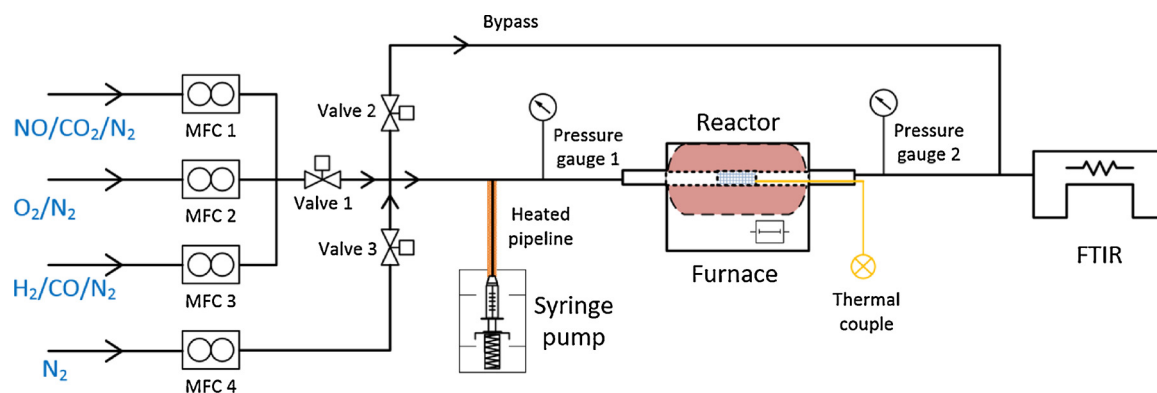 Bypass
NO/CO₂/N₂
MFC 1
Valve 2
Pressure
gauge 1
Reactor
Pressure
gauge 2
O₂/N₂
MFC 2
Valve 1
H₂/CO/N₂
MFC 3
Valve 3
Heated
pipeline
Furnace
FTIR
Syringe
pump
Thermal
couple
N₂
MFC 4